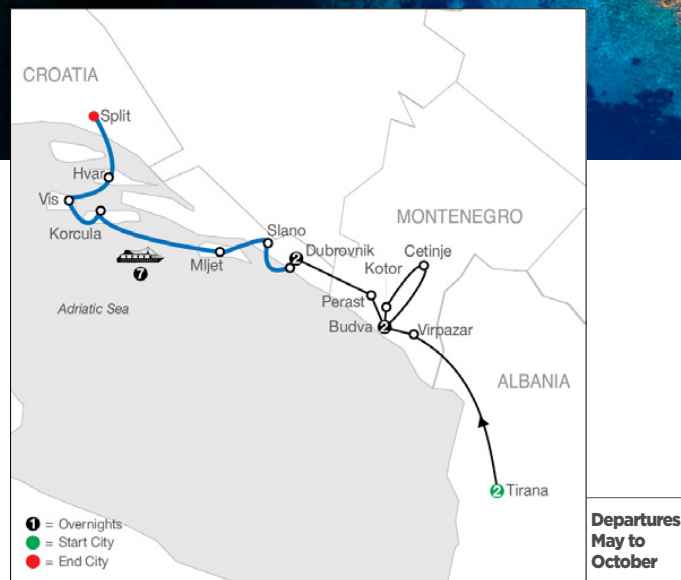 CROATIA
Split
Hvar
Vis
Korcula
7
Mljet
Slano
2 Dubrovnik
MONTENEGRO
Cetinje
Kotor
Perast
Budva 2
Virpazar
Adriatic Sea
ALBANIA
2 Tirana
1 = Overnights
= Start City
= End City
Departures
May to
October